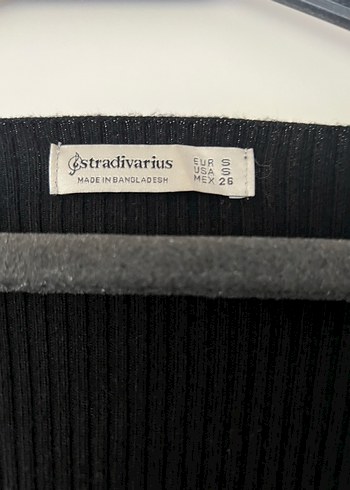 stradivarius
MADE IN BANGLADESH
EUR S
USA S
MEX 26